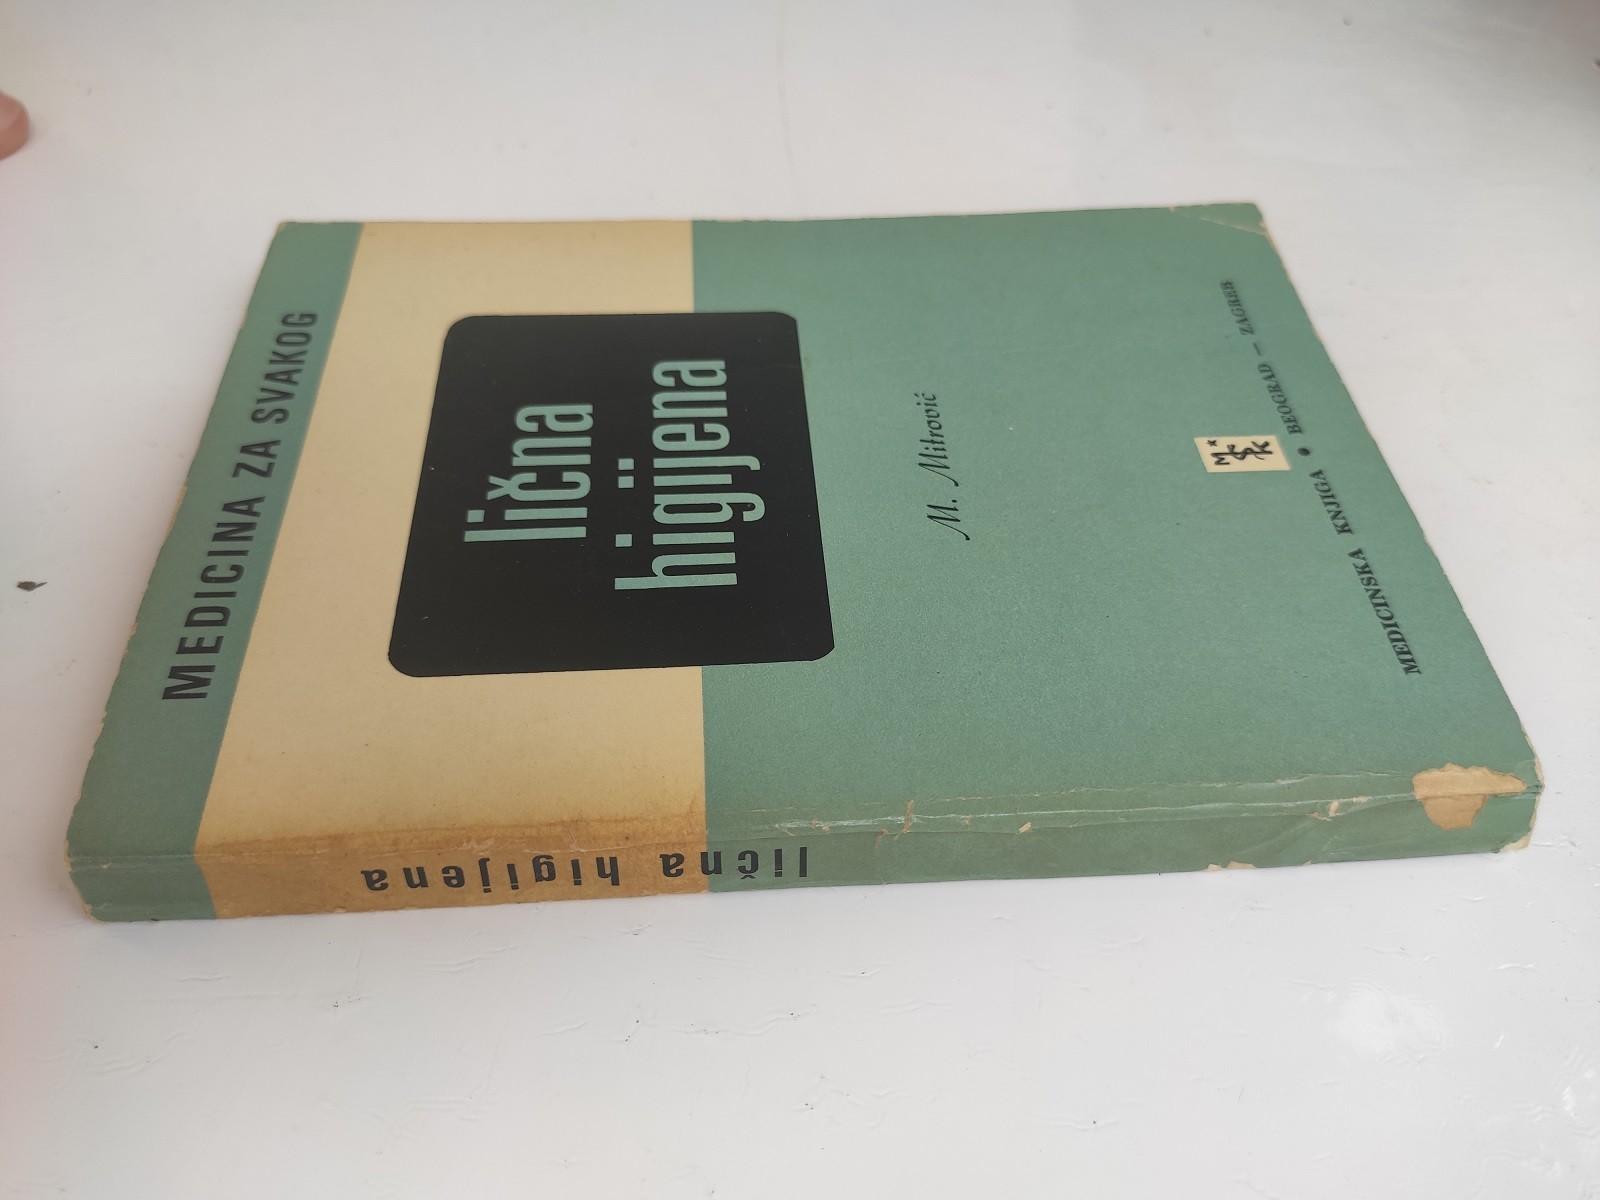 MEDICINA ZA SVAKOG
lična
higijena
M. Mitrović
MEDICINSKA KNJIGA • BEOGRAD — ZAGREB
lična higijena